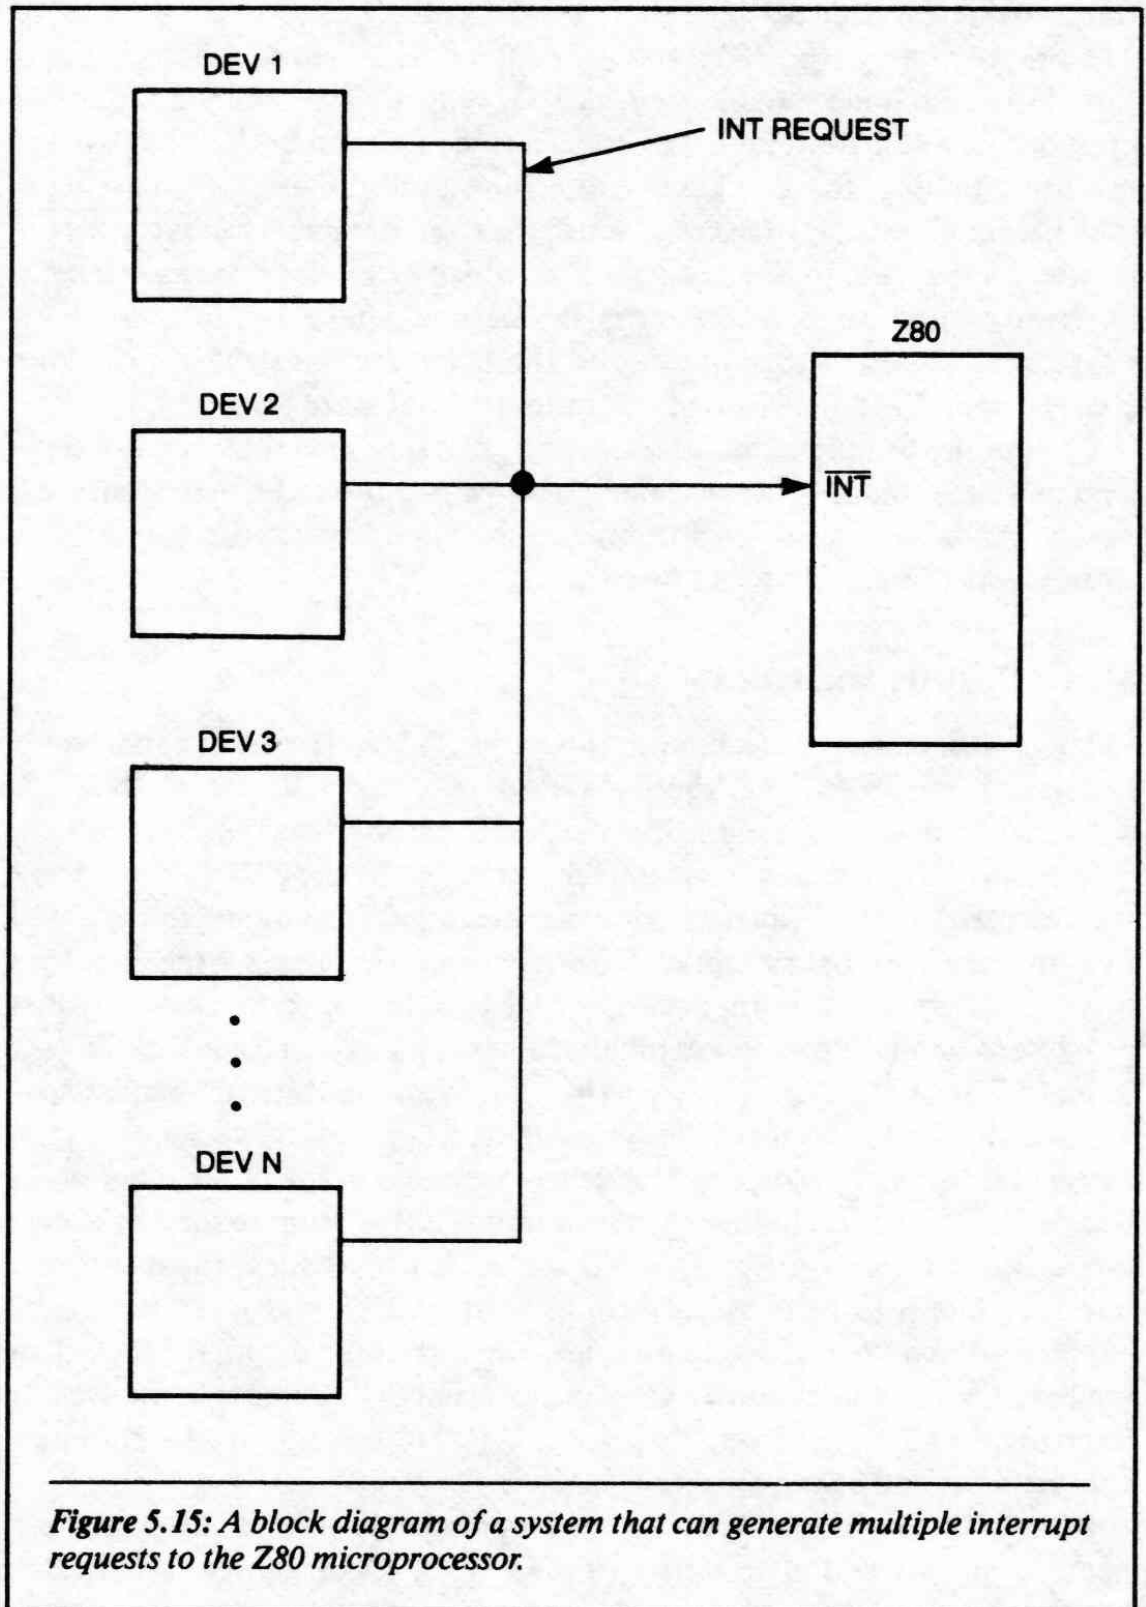 DEV 1
INT REQUEST
Z80
DEV 2
INT
DEV 3
DEV N
Figure 5.15: A block diagram of a system that can generate multiple interrupt
requests to the Z80 microprocessor.